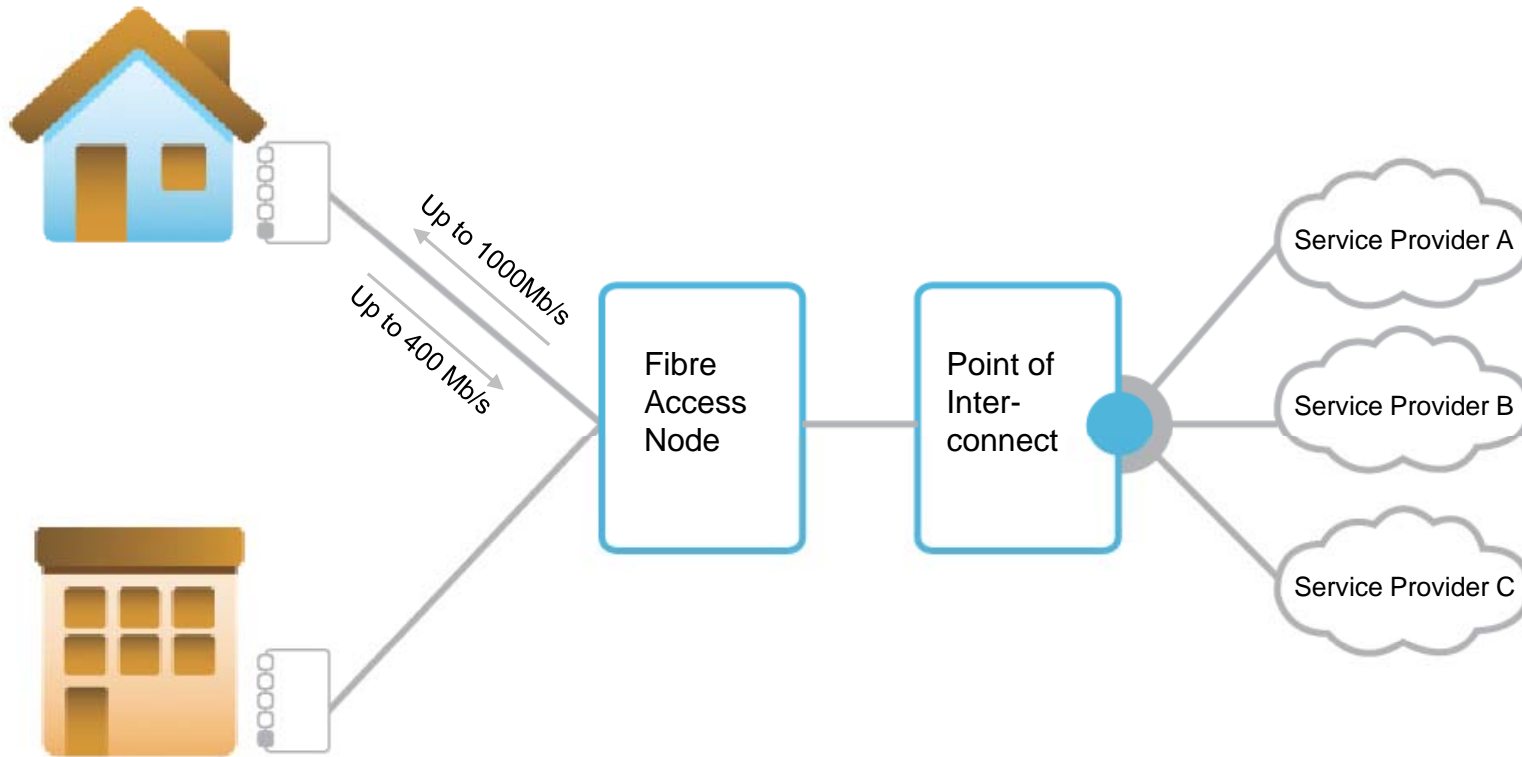 Up to 1000Mb/s
Up to 400 Mb/s
Fibre
Access
Node
Point of
Inter-
connect
Service Provider A
Service Provider B
Service Provider C